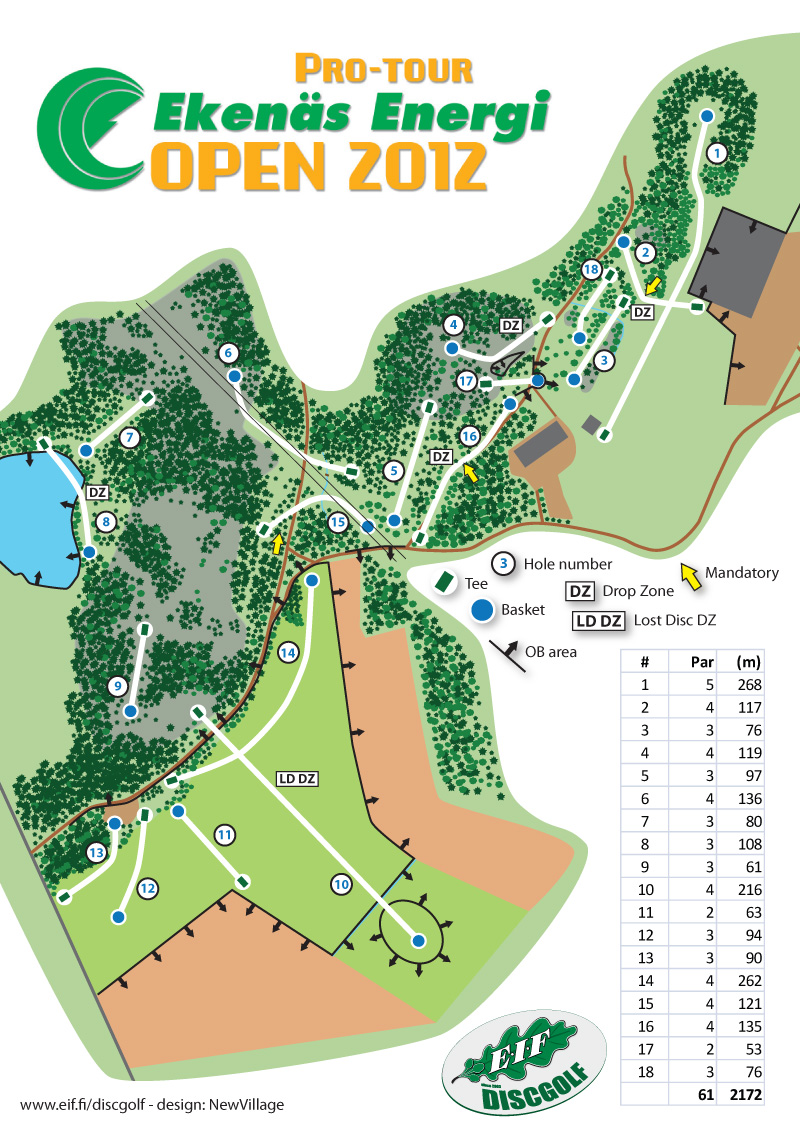 PRO-TOUR
Ekenäs Energi
OPEN 2012
1
2
18
DZ
3
4
DZ
17
6
16
DZ
7
5
DZ
8
15
3 Hole number
Tee
DZ Drop Zone
Mandatory
Basket
LD DZ Lost Disc DZ
OB area
14
9
LD DZ
11
13
12
10
# Par (m)
1 5 268
2 4 117
3 3 76
4 4 119
5 3 97
6 4 136
7 3 80
8 3 108
9 3 61
10 4 216
11 2 63
12 3 94
13 3 90
14 4 262
15 4 121
16 4 135
17 2 53
18 3 76
61 2172
E·I·F
since 1983
DISCGOLF
www.eif.fi/discgolf - design: NewVillage